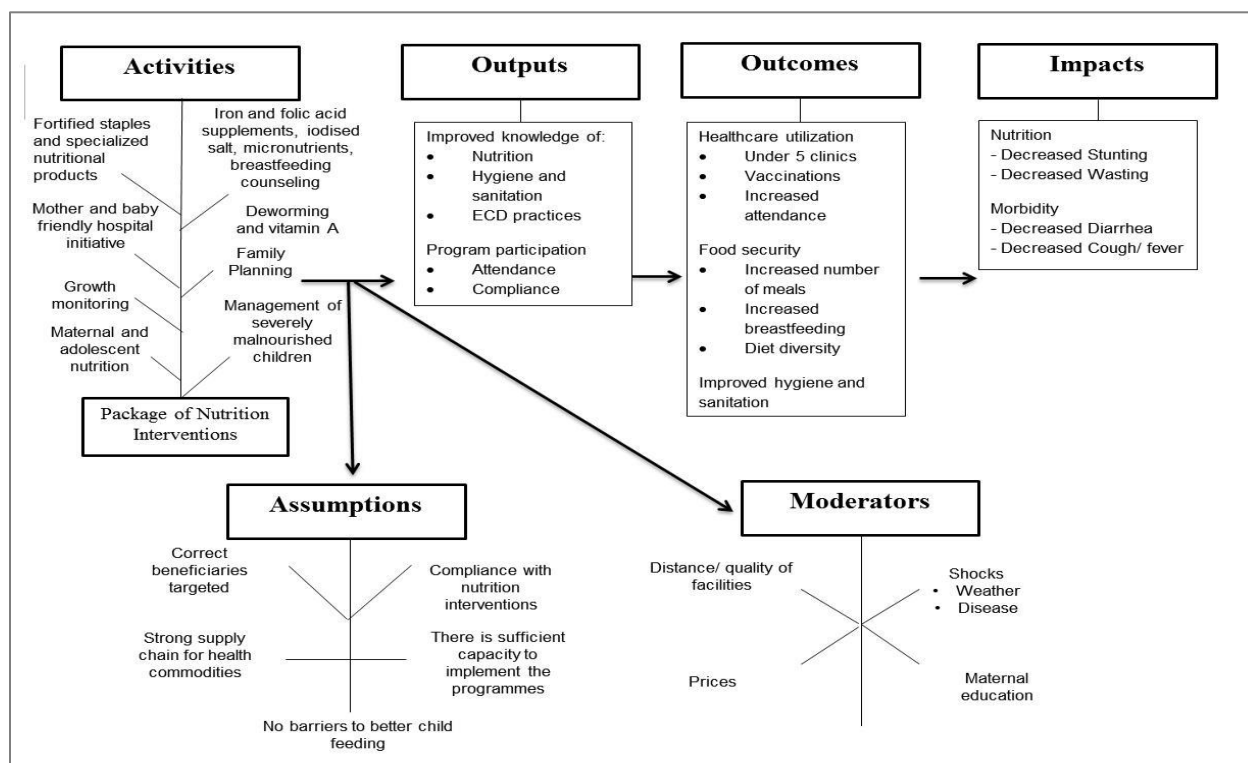 Activities
Fortified staples
and specialized
nutritional
products
Iron and folic acid
supplements, iodised
salt, micronutrients,
breastfeeding
counseling
Mother and baby
friendly hospital
initiative
Deworming
and vitamin A
Family
Planning
Growth
monitoring
Management of
severely
malnourished
children
Maternal and
adolescent
nutrition
Package of Nutrition
Interventions
Outputs
Improved knowledge of:
• Nutrition
• Hygiene and
sanitation
• ECD practices
Program participation
• Attendance
• Compliance
Outcomes
Healthcare utilization
• Under 5 clinics
• Vaccinations
• Increased
attendance
Food security
• Increased number
of meals
• Increased
breastfeeding
• Diet diversity
Improved hygiene and
sanitation
Impacts
Nutrition
- Decreased Stunting
- Decreased Wasting
Morbidity
- Decreased Diarrhea
- Decreased Cough/ fever
Assumptions
Correct
beneficiaries
targeted
Compliance with
nutrition
interventions
Strong supply
chain for health
commodities
There is sufficient
capacity to
implement the
programmes
No barriers to better child
feeding
Moderators
Distance/ quality of
facilities
Shocks
• Weather
• Disease
Prices
Maternal
education